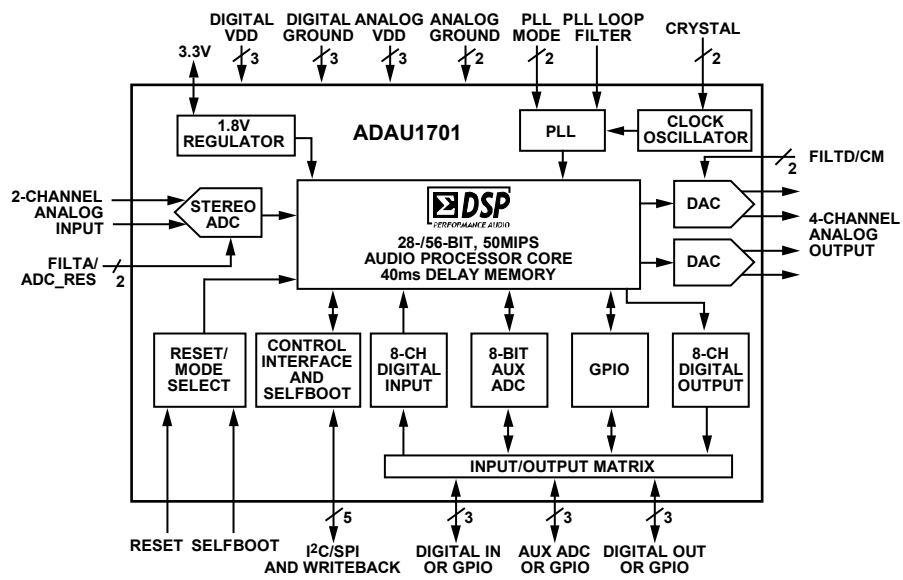 DIGITAL
VDD
DIGITAL
GROUND
ANALOG
VDD
ANALOG
GROUND
PLL
MODE
PLL LOOP
FILTER
CRYSTAL
3.3V
3
3
3
2
2
2
1.8V
REGULATOR
ADAU1701
PLL
CLOCK
OSCILLATOR
FILTD/CM
2
2-CHANNEL
ANALOG
INPUT
STEREO
ADC
FILTA/
ADC_RES
2
Σ DSP
PERFORMANCE AUDIO
28-/56-BIT, 50MIPS
AUDIO PROCESSOR CORE
40ms DELAY MEMORY
DAC
DAC
4-CHANNEL
ANALOG
OUTPUT
RESET/
MODE
SELECT
CONTROL
INTERFACE
AND
SELFBOOT
8-CH
DIGITAL
INPUT
8-BIT
AUX
ADC
GPIO
8-CH
DIGITAL
OUTPUT
INPUT/OUTPUT MATRIX
5
3
3
3
RESET
SELFBOOT
I²C/SPI
AND WRITEBACK
DIGITAL IN
OR GPIO
AUX ADC
OR GPIO
DIGITAL OUT
OR GPIO